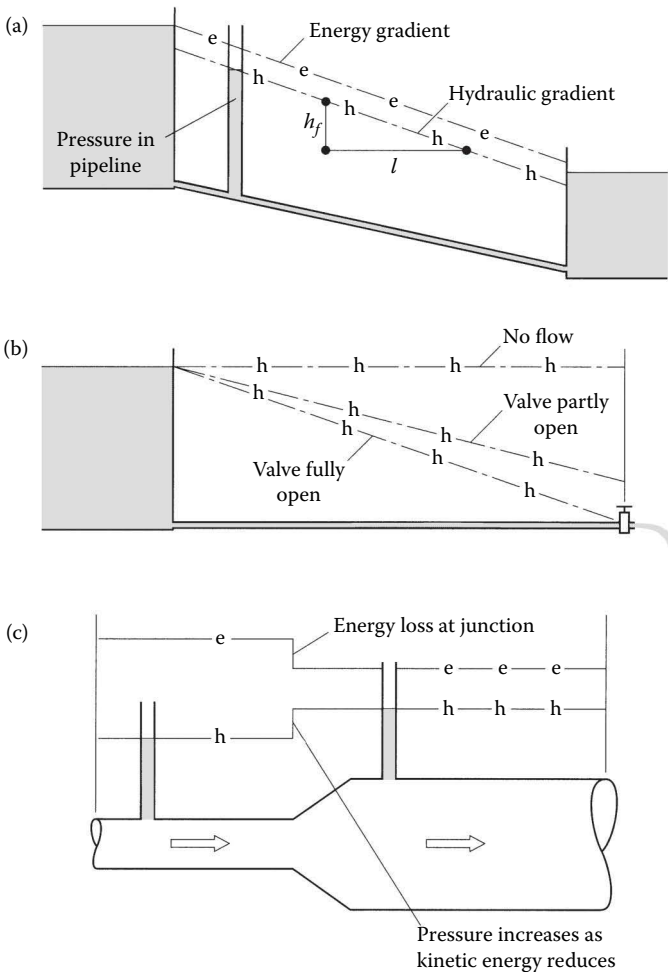 (a)
Energy gradient
e
e
e
e
h
h
h
h
Hydraulic gradient
h_f
l
Pressure in
pipeline
(b)
No flow
h h h h
h
h
h
h
h
h
h
Valve partly
open
Valve fully
open
(c)
Energy loss at junction
e
e e e
h h h
h
Pressure increases as
kinetic energy reduces